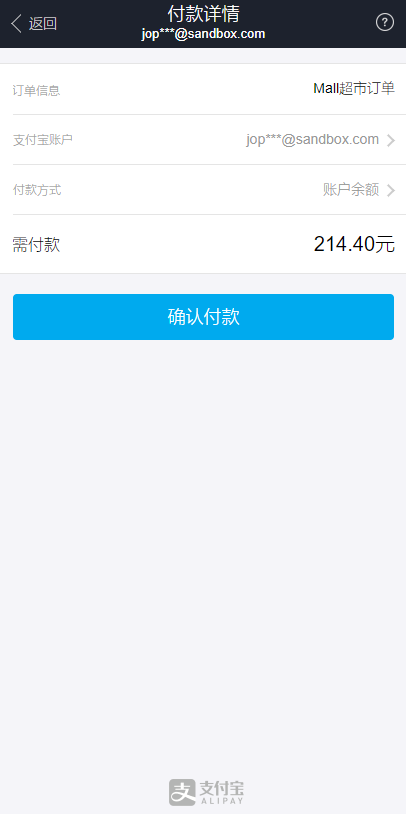 返回
付款详情
jop***@sandbox.com
?
订单信息
Mall超市订单
支付宝账户
jop***@sandbox.com
付款方式
账户余额
需付款
214.40元
确认付款
支付宝
ALIPAY